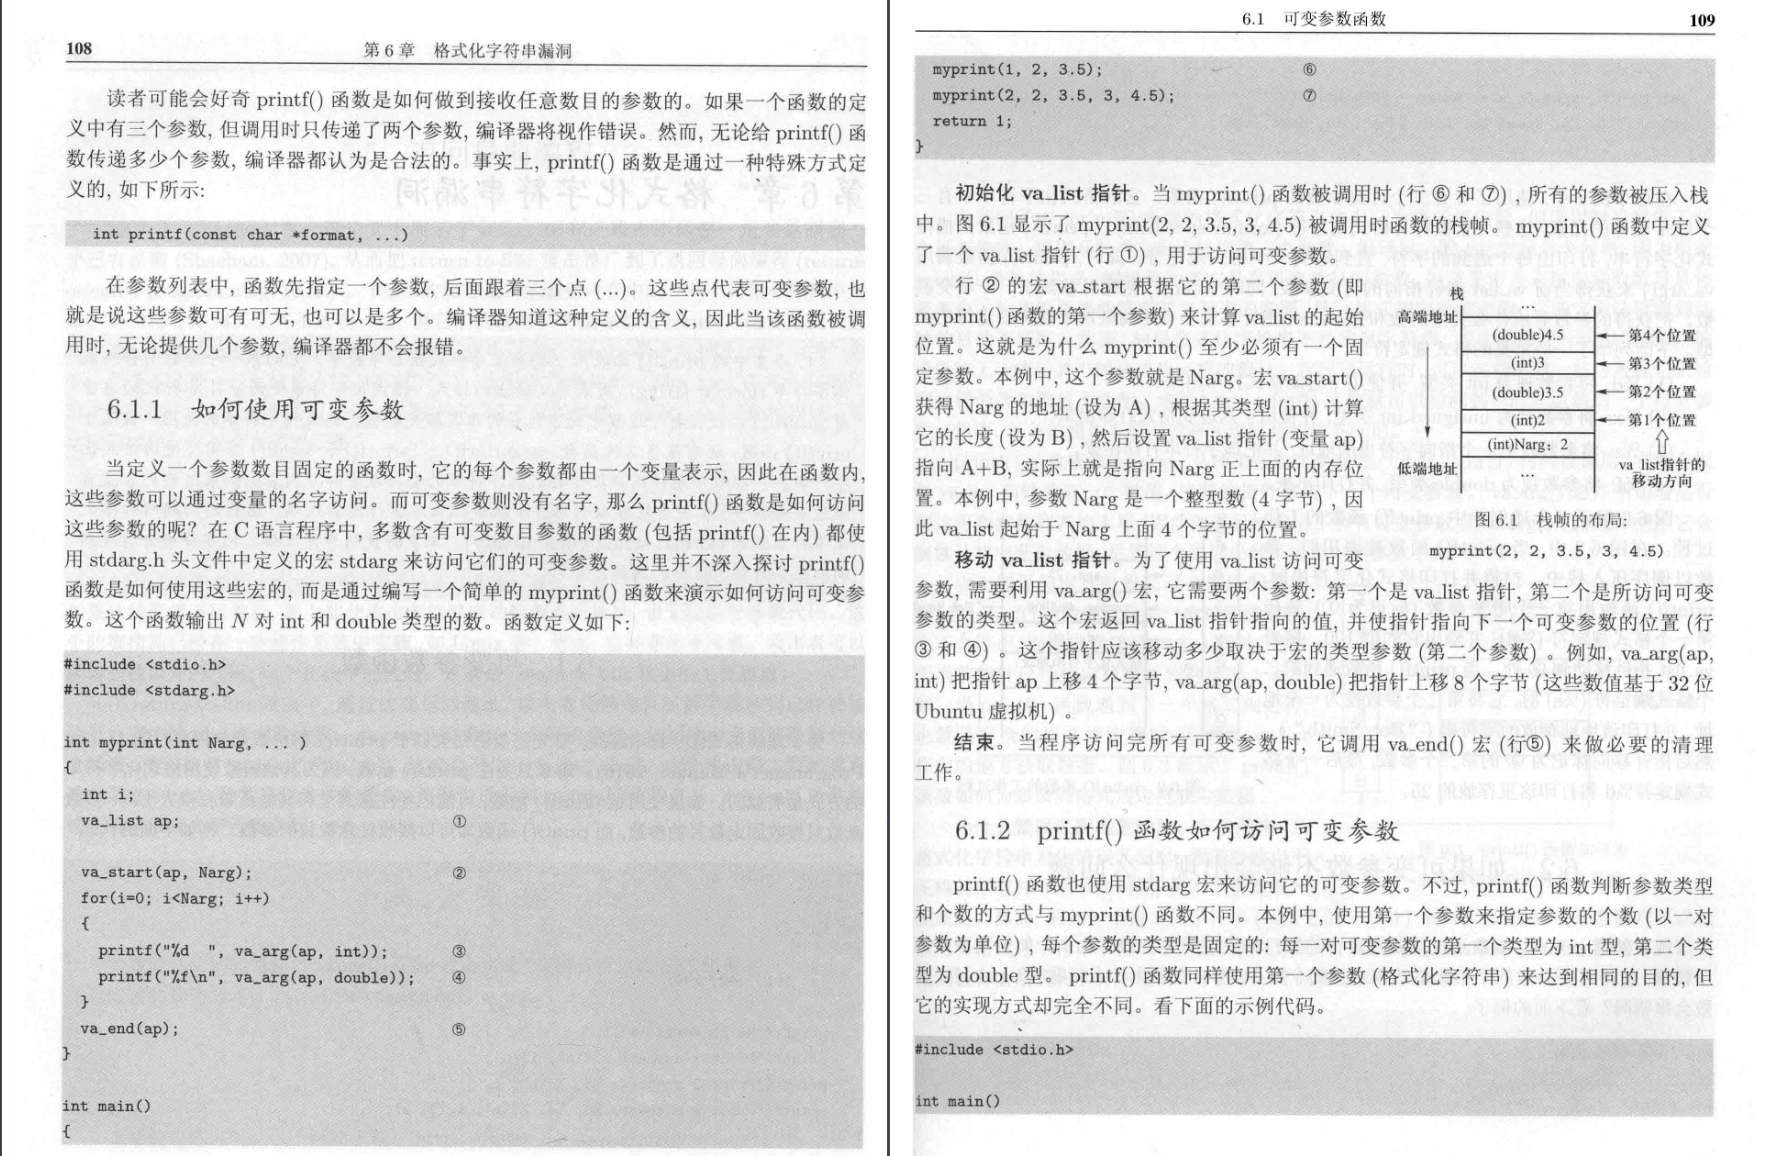 108
第 6 章　格式化字符串漏洞
读者可能会好奇 printf() 函数是如何做到接收任意数目的参数的。如果一个函数的定
义中有三个参数, 但调用时只传递了两个参数, 编译器将视作错误。然而, 无论给 printf() 函
数传递多少个参数, 编译器都认为是合法的。事实上, printf() 函数是通过一种特殊方式定
义的, 如下所示:
int printf(const char *format, ...)
在参数列表中, 函数先指定一个参数, 后面跟着三个点 (...)。这些点代表可变参数, 也
就是说这些参数可有可无, 也可以是多个。编译器知道这种定义的含义, 因此当该函数被调
用时, 无论提供几个参数, 编译器都不会报错。
6.1.1　如何使用可变参数
当定义一个参数数目固定的函数时, 它的每个参数都由一个变量表示, 因此在函数内,
这些参数可以通过变量的名字访问。而可变参数则没有名字, 那么 printf() 函数是如何访问
这些参数的呢? 在 C 语言程序中, 多数含有可变数目参数的函数 (包括 printf() 在内) 都使
用 stdarg.h 头文件中定义的宏 stdarg 来访问它们的可变参数。这里并不深入探讨 printf()
函数是如何使用这些宏的, 而是通过编写一个简单的 myprint() 函数来演示如何访问可变参
数。这个函数输出 N 对 int 和 double 类型的数。函数定义如下:
#include <stdio.h>
#include <stdarg.h>
int myprint(int Narg, ... )
{
int i;
va_list ap; ①
va_start(ap, Narg); ②
for(i=0; i<Narg; i++)
{
printf("%d  ", va_arg(ap, int)); ③
printf("%f\n", va_arg(ap, double)); ④
}
va_end(ap); ⑤
}
int main()
{
6.1　可变参数函数
109
myprint(1, 2, 3.5); ⑥
myprint(2, 2, 3.5, 3, 4.5); ⑦
return 1;
}
初始化 va_list 指针。当 myprint() 函数被调用时 (行 ⑥ 和 ⑦) , 所有的参数被压入栈
中。图 6.1 显示了 myprint(2, 2, 3.5, 3, 4.5) 被调用时函数的栈帧。myprint() 函数中定义
了一个 va_list 指针 (行 ①) , 用于访问可变参数。
行 ② 的宏 va_start 根据它的第二个参数 (即
myprint() 函数的第一个参数) 来计算 va_list 的起始
位置。这就是为什么 myprint() 至少必须有一个固
定参数。本例中, 这个参数就是 Narg。宏 va_start()
获得 Narg 的地址 (设为 A) , 根据其类型 (int) 计算
它的长度 (设为 B) , 然后设置 va_list 指针 (变量 ap)
指向 A+B, 实际上就是指向 Narg 正上面的内存位
置。本例中, 参数 Narg 是一个整型数 (4 字节) , 因
此 va_list 起始于 Narg 上面 4 个字节的位置。
栈
...
高端地址
(double)4.5 第4个位置
(int)3 第3个位置
(double)3.5 第2个位置
(int)2 第1个位置
(int)Narg: 2
低端地址
va_list指针的
移动方向
图 6.1　栈帧的布局:
myprint(2, 2, 3.5, 3, 4.5)
移动 va_list 指针。为了使用 va_list 访问可变
参数, 需要利用 va_arg() 宏, 它需要两个参数: 第一个是 va_list 指针, 第二个是所访问可变
参数的类型。这个宏返回 va_list 指针指向的值, 并使指针指向下一个可变参数的位置 (行
③ 和 ④) 。这个指针应该移动多少取决于宏的类型参数 (第二个参数) 。例如, va_arg(ap,
int) 把指针 ap 上移 4 个字节, va_arg(ap, double) 把指针上移 8 个字节 (这些数值基于 32 位
Ubuntu 虚拟机) 。
结束。当程序访问完所有可变参数时, 它调用 va_end() 宏 (行⑤) 来做必要的清理
工作。
6.1.2　printf() 函数如何访问可变参数
printf() 函数也使用 stdarg 宏来访问它的可变参数。不过, printf() 函数判断参数类型
和个数的方式与 myprint() 函数不同。本例中, 使用第一个参数来指定参数的个数 (以一对
参数为单位) , 每个参数的类型是固定的: 每一对可变参数的第一个类型为 int 型, 第二个类
型为 double 型。printf() 函数同样使用第一个参数 (格式化字符串) 来达到相同的目的, 但
它的实现方式却完全不同。看下面的示例代码。
#include <stdio.h>
int main()